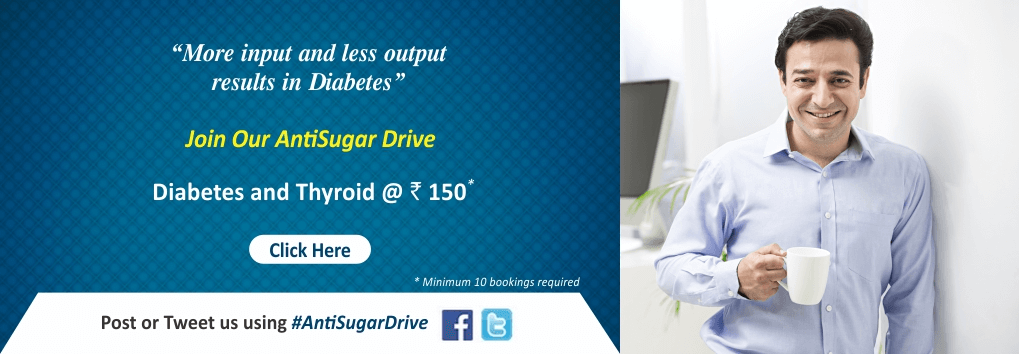 “More input and less output
results in Diabetes”
Join Our AntiSugar Drive
Diabetes and Thyroid @ ₹ 150*
Click Here
* Minimum 10 bookings required
Post or Tweet us using #AntiSugarDrive